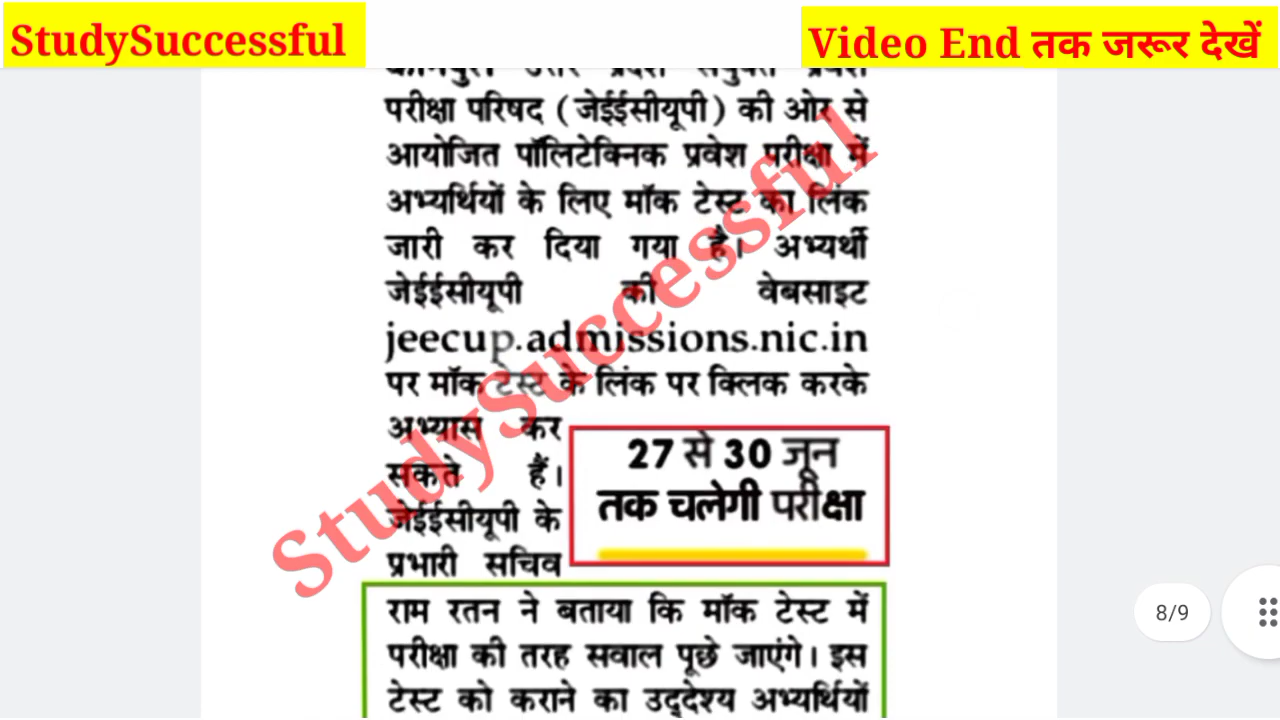 StudySuccessful
Video End तक जरूर देखें
परीक्षा परिषद (जेईईसीयूपी) की ओर से
आयोजित पॉलिटेक्निक प्रवेश परीक्षा में
अभ्यर्थियों के लिए मॉक टेस्ट का लिंक
जारी कर दिया गया है। अभ्यर्थी
जेईईसीयूपी की वेबसाइट
jeecup.admissions.nic.in
पर मॉक टेस्ट के लिंक पर क्लिक करके
अभ्यास कर
सकते हैं।
जेईईसीयूपी के
प्रभारी सचिव
27 से 30 जून
तक चलेगी परीक्षा
राम रतन ने बताया कि मॉक टेस्ट में
परीक्षा की तरह सवाल पूछे जाएंगे। इस
टेस्ट को कराने का उद्देश्य अभ्यर्थियों
StudySuccessful
8/9